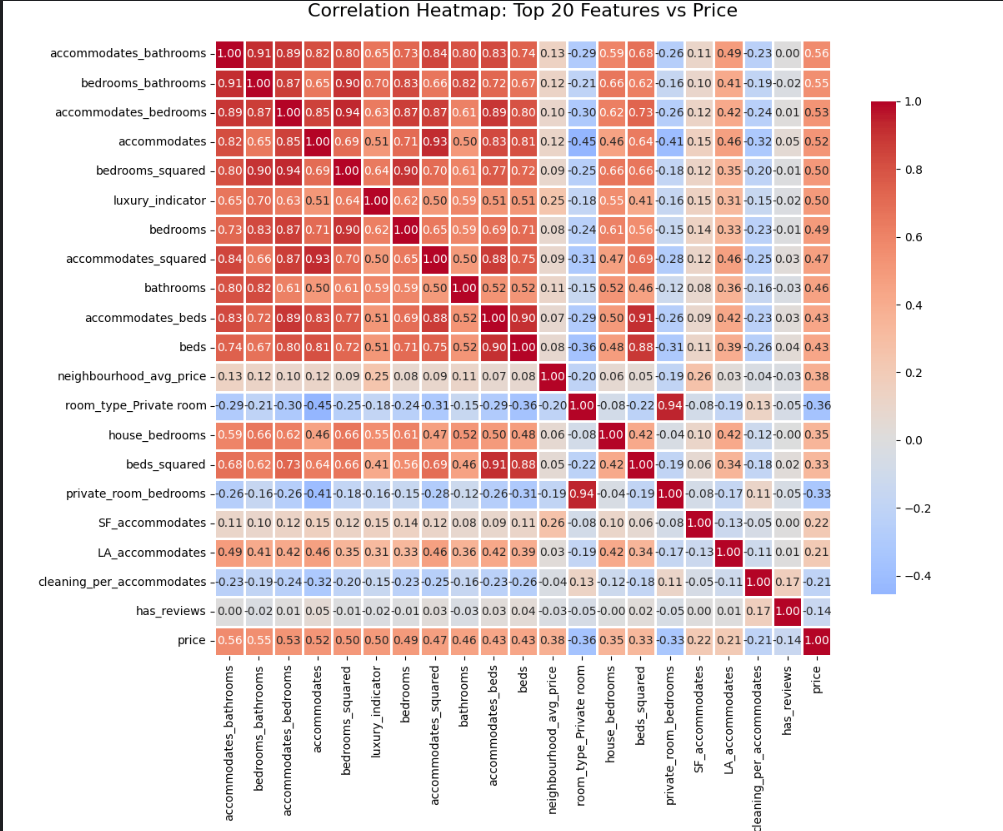 Correlation Heatmap: Top 20 Features vs Price
accommodates_bathrooms 1.00 0.91 0.89 0.82 0.80 0.65 0.73 0.84 0.80 0.83 0.74 0.13 -0.29 0.59 0.68 -0.26 0.11 0.49 -0.23 0.00 0.56
bedrooms_bathrooms 0.91 1.00 0.87 0.65 0.90 0.70 0.83 0.66 0.82 0.72 0.67 0.12 -0.21 0.66 0.62 -0.16 0.10 0.41 -0.19 -0.02 0.55
accommodates_bedrooms 0.89 0.87 1.00 0.85 0.94 0.63 0.87 0.87 0.61 0.89 0.80 0.10 -0.30 0.62 0.73 -0.26 0.12 0.42 -0.24 0.01 0.53
accommodates 0.82 0.65 0.85 1.00 0.69 0.51 0.71 0.93 0.50 0.83 0.81 0.12 -0.45 0.46 0.64 -0.41 0.15 0.46 -0.32 0.05 0.52
bedrooms_squared 0.80 0.90 0.94 0.69 1.00 0.64 0.90 0.70 0.61 0.77 0.72 0.09 -0.25 0.66 0.66 -0.18 0.12 0.35 -0.20 -0.01 0.50
luxury_indicator 0.65 0.70 0.63 0.51 0.64 1.00 0.62 0.50 0.59 0.51 0.51 0.25 -0.18 0.55 0.41 -0.16 0.15 0.31 -0.15 -0.02 0.50
bedrooms 0.73 0.83 0.87 0.71 0.90 0.62 1.00 0.65 0.59 0.69 0.71 0.08 -0.24 0.61 0.56 -0.15 0.14 0.33 -0.23 -0.01 0.49
accommodates_squared 0.84 0.66 0.87 0.93 0.70 0.50 0.65 1.00 0.50 0.88 0.75 0.09 -0.31 0.47 0.69 -0.28 0.12 0.46 -0.25 0.03 0.47
bathrooms 0.80 0.82 0.61 0.50 0.61 0.59 0.59 0.50 1.00 0.52 0.52 0.11 -0.15 0.52 0.46 -0.12 0.08 0.36 -0.16 -0.03 0.46
accommodates_beds 0.83 0.72 0.89 0.83 0.77 0.51 0.69 0.88 0.52 1.00 0.90 0.07 -0.29 0.50 0.91 -0.26 0.09 0.42 -0.23 0.03 0.43
beds 0.74 0.67 0.80 0.81 0.72 0.51 0.71 0.75 0.52 0.90 1.00 0.08 -0.36 0.48 0.88 -0.31 0.11 0.39 -0.26 0.04 0.43
neighbourhood_avg_price 0.13 0.12 0.10 0.12 0.09 0.25 0.08 0.09 0.11 0.07 0.08 1.00 -0.20 0.06 0.05 -0.19 0.26 0.03 -0.04 -0.03 0.38
room_type_Private room -0.29 -0.21 -0.30 -0.45 -0.25 -0.18 -0.24 -0.31 -0.15 -0.29 -0.36 -0.20 1.00 -0.08 -0.22 0.94 -0.08 -0.19 0.13 -0.05 -0.36
house_bedrooms 0.59 0.66 0.62 0.46 0.66 0.55 0.61 0.47 0.52 0.50 0.48 0.06 -0.08 1.00 0.42 -0.04 0.10 0.42 -0.12 -0.00 0.35
beds_squared 0.68 0.62 0.73 0.64 0.66 0.41 0.56 0.69 0.46 0.91 0.88 0.05 -0.22 0.42 1.00 -0.19 0.06 0.34 -0.18 0.02 0.33
private_room_bedrooms -0.26 -0.16 -0.26 -0.41 -0.18 -0.16 -0.15 -0.28 -0.12 -0.26 -0.31 -0.19 0.94 -0.04 -0.19 1.00 -0.08 -0.17 0.11 -0.05 -0.33
SF_accommodates 0.11 0.10 0.12 0.15 0.12 0.15 0.14 0.12 0.08 0.09 0.11 0.26 -0.08 0.10 0.06 -0.08 1.00 -0.13 -0.05 0.00 0.22
LA_accommodates 0.49 0.41 0.42 0.46 0.35 0.31 0.33 0.46 0.36 0.42 0.39 0.03 -0.19 0.42 0.34 -0.17 -0.13 1.00 -0.11 0.01 0.21
cleaning_per_accommodates -0.23 -0.19 -0.24 -0.32 -0.20 -0.15 -0.23 -0.25 -0.16 -0.23 -0.26 -0.04 0.13 -0.12 -0.18 0.11 -0.05 -0.11 1.00 0.17 -0.21
has_reviews 0.00 -0.02 0.01 0.05 -0.01 -0.02 -0.01 0.03 -0.03 0.03 0.04 -0.03 -0.05 -0.00 0.02 -0.05 0.00 0.01 0.17 1.00 -0.14
price 0.56 0.55 0.53 0.52 0.50 0.50 0.49 0.47 0.46 0.43 0.43 0.38 -0.36 0.35 0.33 -0.33 0.22 0.21 -0.21 -0.14 1.00
accommodates_bathrooms
bedrooms_bathrooms
accommodates_bedrooms
accommodates
bedrooms_squared
luxury_indicator
bedrooms
accommodates_squared
bathrooms
accommodates_beds
beds
neighbourhood_avg_price
room_type_Private room
house_bedrooms
beds_squared
private_room_bedrooms
SF_accommodates
LA_accommodates
cleaning_per_accommodates
has_reviews
price
1.0
0.8
0.6
0.4
0.2
0.0
−0.2
−0.4